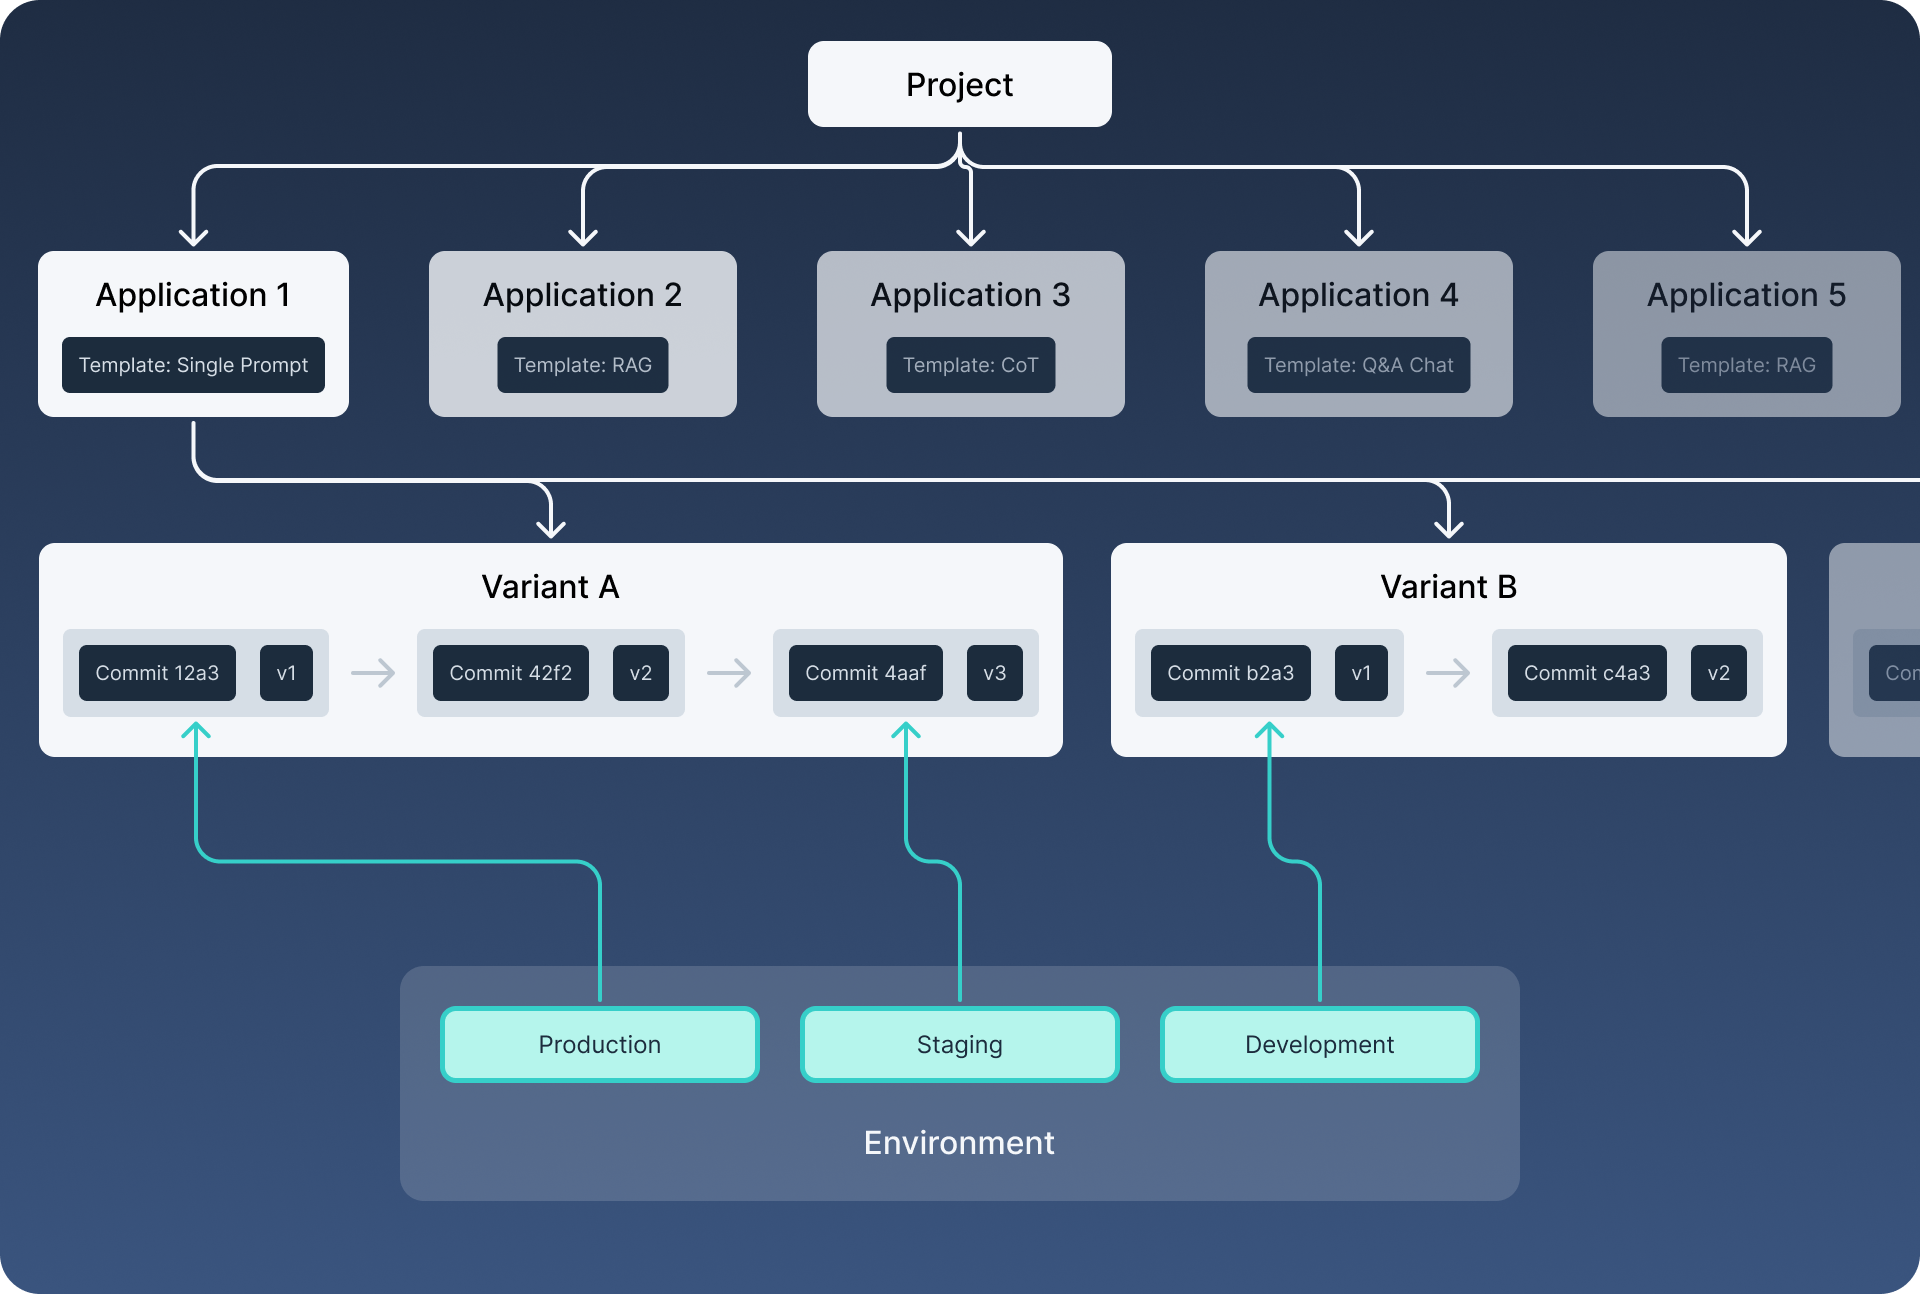 Project
Application 1
Template: Single Prompt
Application 2
Template: RAG
Application 3
Template: CoT
Application 4
Template: Q&A Chat
Application 5
Template: RAG
Variant A
Commit 12a3 v1
Commit 42f2 v2
Commit 4aaf v3
Variant B
Commit b2a3 v1
Commit c4a3 v2
Production
Staging
Development
Environment